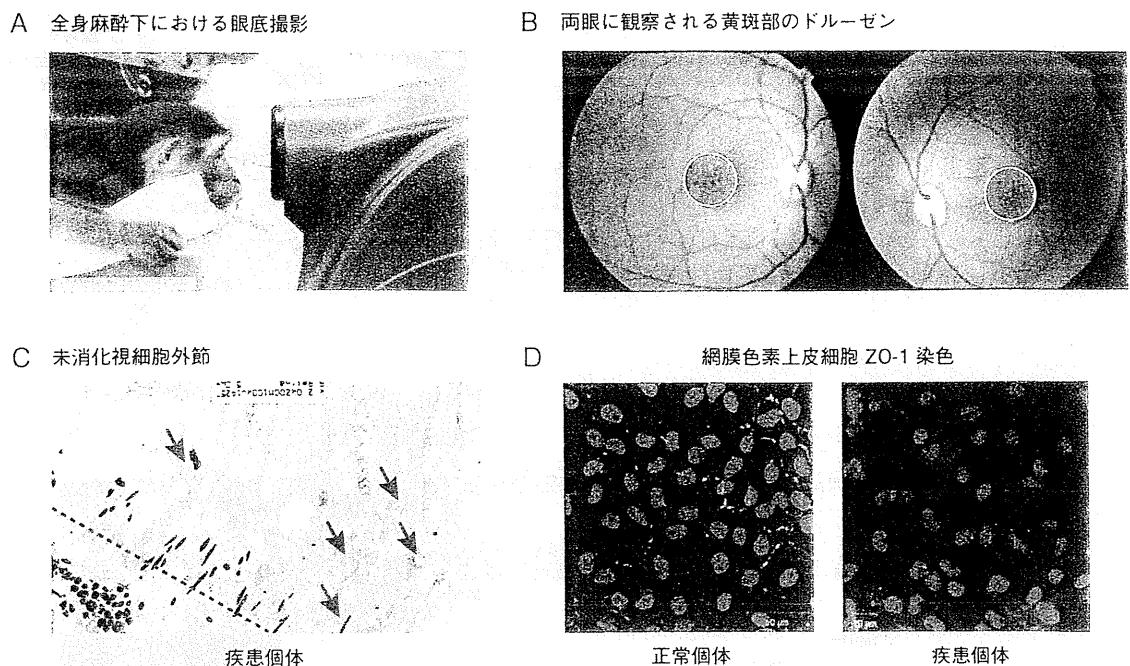 A 全身麻酔下における眼底撮影
B 両眼に観察される黄斑部のドルーゼン
C 未消化視細胞外節
D 網膜色素上皮細胞 ZO-1 染色
疾患個体
正常個体
疾患個体